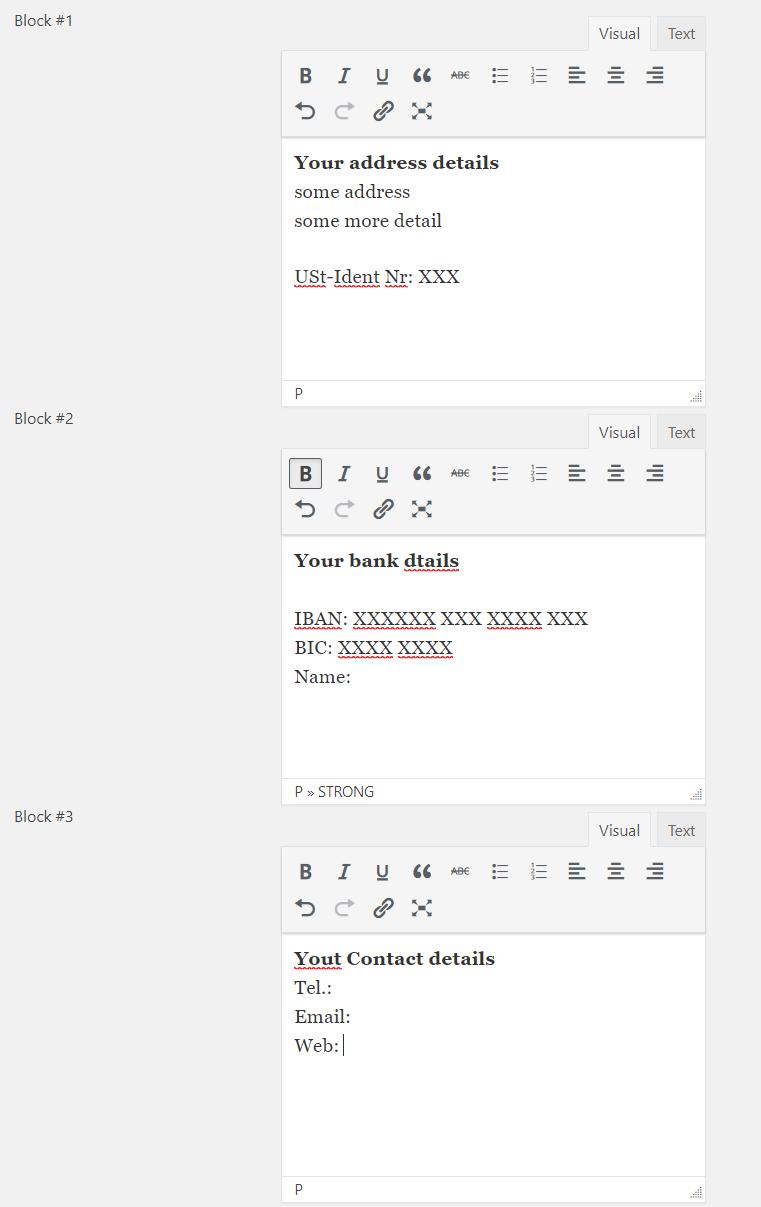 Block #1
Visual Text
B I U ABC
Your address details
some address
some more detail
USt-Ident Nr: XXX
P
Block #2
Visual Text
B I U ABC
Your bank dtails
IBAN: XXXXXX XXX XXXX XXX
BIC: XXXX XXXX
Name:
P » STRONG
Block #3
Visual Text
B I U ABC
Yout Contact details
Tel.:
Email:
Web:
P